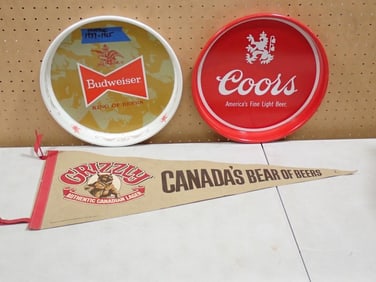 Budweiser
KING OF BEERS
Coors
America's Fine Light Beer.
GRIZZLY
AUTHENTIC CANADIAN LAGER
CANADA'S BEAR OF BEERS